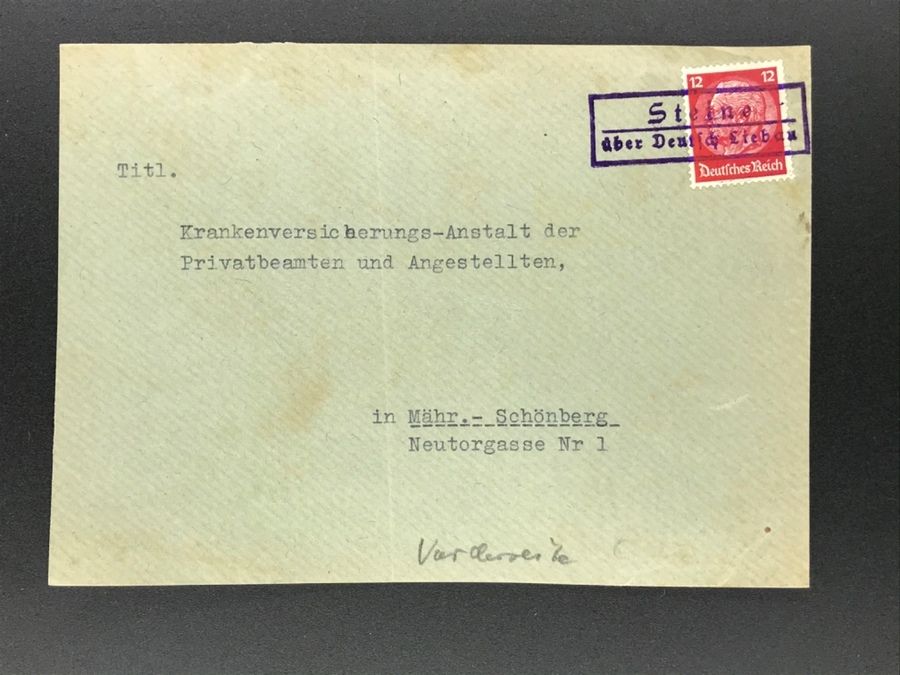 12 12
Steine
über Deutsch Liebau
Deutsches Reich
Titl.
Krankenversicherungs-Anstalt der
Privatbeamten und Angestellten,
in Mähr.- Schönberg
Neutorgasse Nr 1
Vorderseite